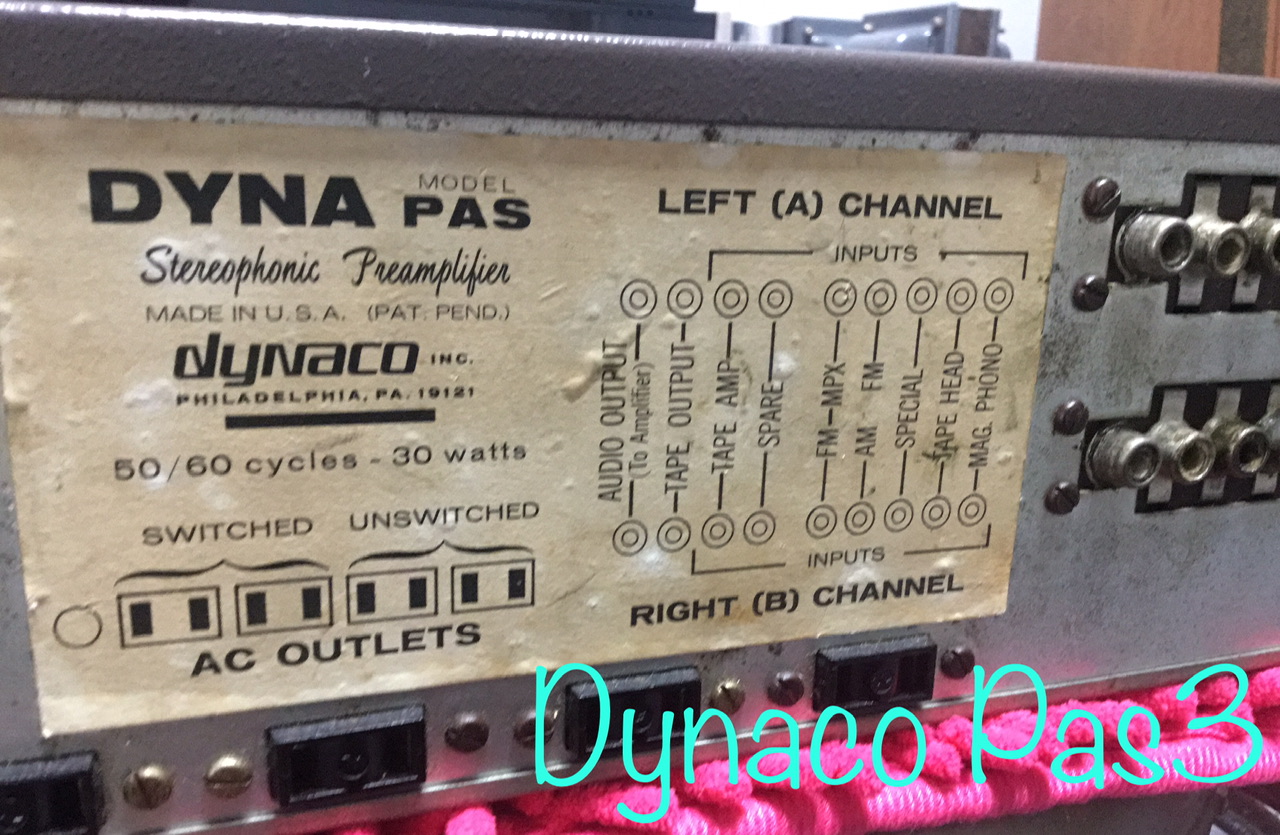 DYNA MODEL PAS
Stereophonic Preamplifier
MADE IN U.S.A. (PAT. PEND.)
dynaco INC.
PHILADELPHIA, PA. 19121
50/60 cycles - 30 watts
SWITCHED UNSWITCHED
AC OUTLETS
LEFT (A) CHANNEL
INPUTS
AUDIO OUTPUT
(To Amplifier)
TAPE OUTPUT
TAPE AMP
SPARE
FM-MPX
AM FM
SPECIAL
TAPE HEAD
MAG. PHONO
INPUTS
RIGHT (B) CHANNEL
Dynaco Pas3